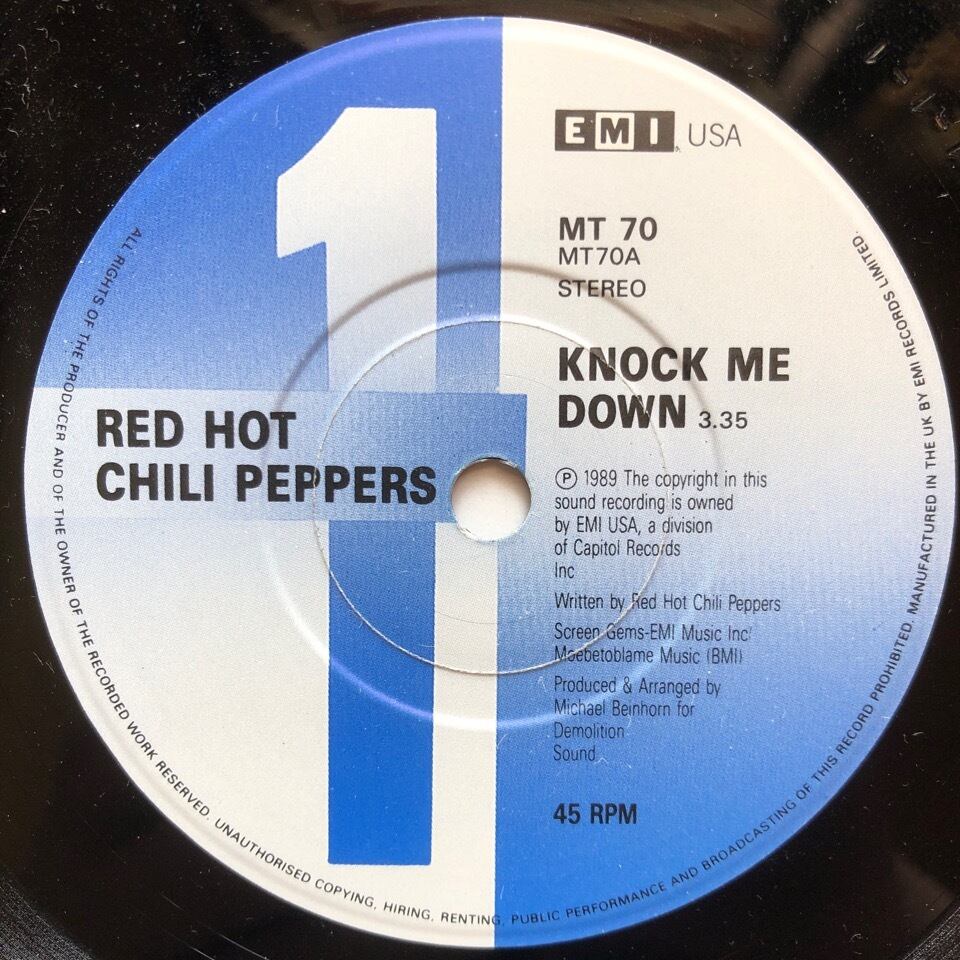 1
EMI USA
MT 70
MT70A
STEREO
KNOCK ME
DOWN 3.35
RED HOT
CHILI PEPPERS
℗ 1989 The copyright in this
sound recording is owned
by EMI USA, a division
of Capitol Records
Inc
Written by Red Hot Chili Peppers
Screen Gems-EMI Music Inc/
Moebetoblame Music (BMI)
Produced & Arranged by
Michael Beinhorn for
Demolition
Sound
45 RPM
ALL RIGHTS OF THE PRODUCER AND OF THE OWNER OF THE RECORDED WORK RESERVED. UNAUTHORISED COPYING, HIRING, RENTING, PUBLIC PERFORMANCE AND BROADCASTING OF THIS RECORD PROHIBITED. MANUFACTURED IN THE UK BY EMI RECORDS LIMITED.